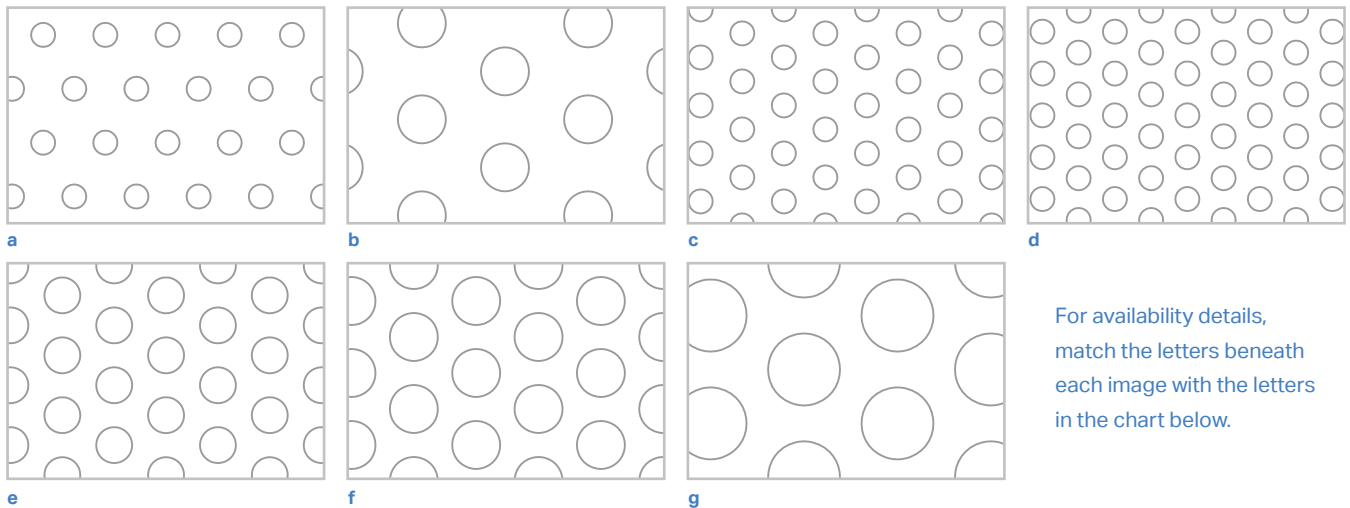 a
b
c
d
e
f
g
For availability details,
match the letters beneath
each image with the letters
in the chart below.